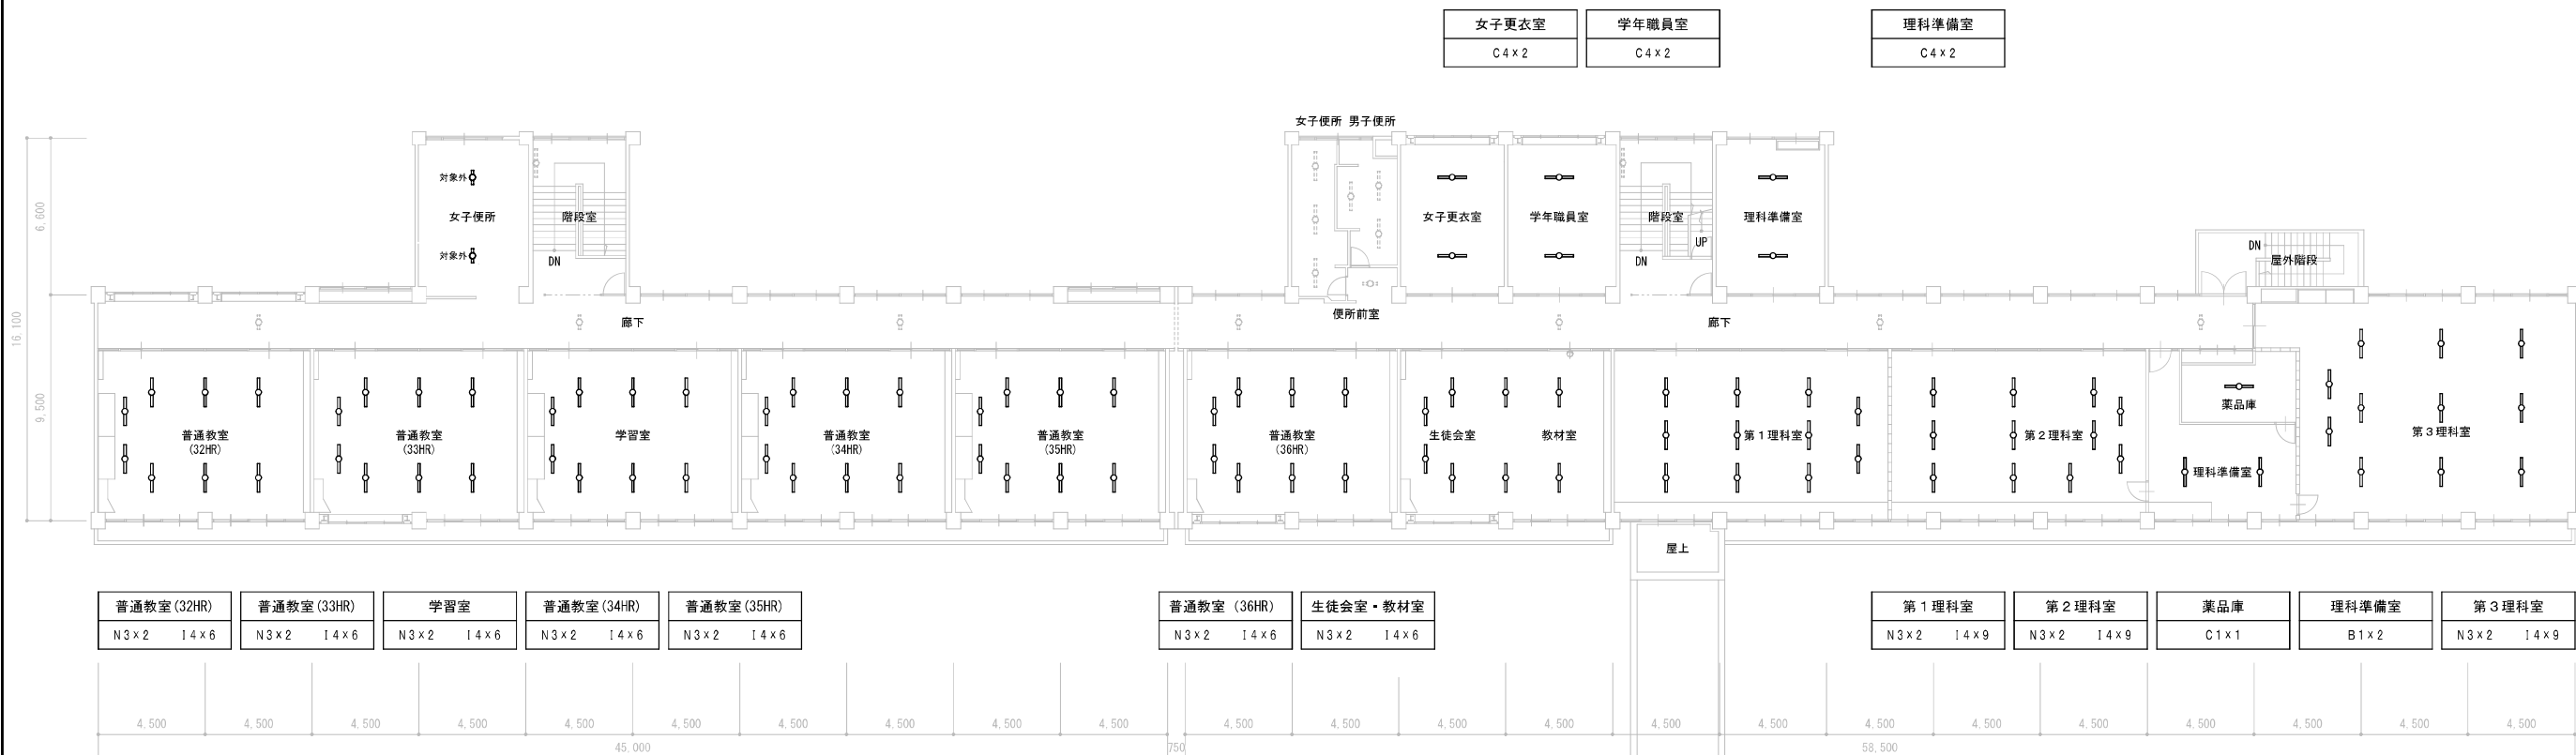 女子更衣室 学年職員室 理科準備室
C4×2 C4×2 C4×2
女子便所 男子便所
対象外
女子便所 階段室 女子更衣室 学年職員室 階段室 理科準備室
対象外
DN UP DN DN
屋外階段
6,600
16,100
9,500
廊下 便所前室 廊下
普通教室
(32HR)
普通教室
(33HR)
学習室
普通教室
(34HR)
普通教室
(35HR)
普通教室
(36HR)
生徒会室 教材室
第1理科室
第2理科室
薬品庫
理科準備室
第3理科室
屋上
普通教室(32HR) 普通教室(33HR) 学習室 普通教室(34HR) 普通教室(35HR) 普通教室 (36HR) 生徒会室・教材室 第1理科室 第2理科室 薬品庫 理科準備室 第3理科室
N3×2 I4×6 N3×2 I4×6 N3×2 I4×6 N3×2 I4×6 N3×2 I4×6 N3×2 I4×6 N3×2 I4×6 N3×2 I4×9 N3×2 I4×9 C1×1 B1×2 N3×2 I4×9
4,500 4,500 4,500 4,500 4,500 4,500 4,500 4,500 4,500 4,500 4,500 4,500 4,500 4,500 4,500 4,500 4,500 4,500 4,500 4,500 4,500 4,500 4,500
45,000 750 58,500